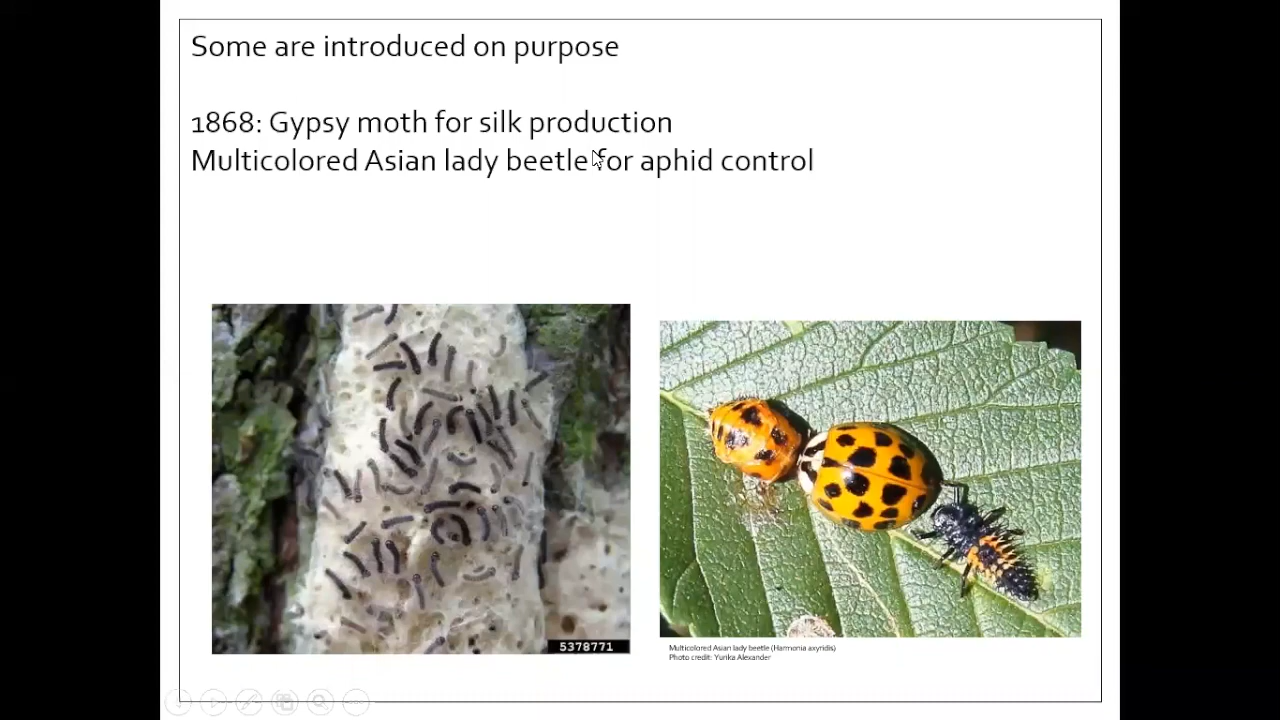 Some are introduced on purpose
1868: Gypsy moth for silk production
Multicolored Asian lady beetle for aphid control
5378771
Multicolored Asian lady beetle (Harmonia axyridis)
Photo credit: Yurika Alexander